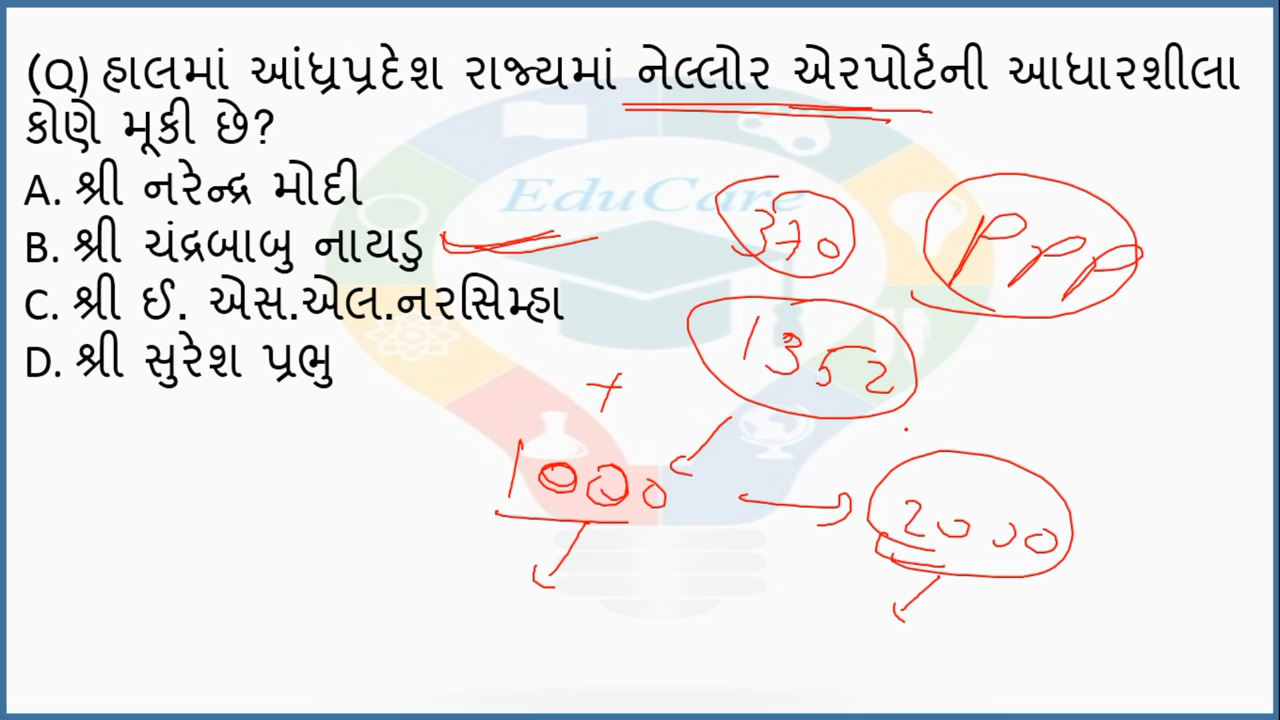 (Q) હાલમાં આંધ્રપ્રદેશ રાજ્યમાં નેલ્લોર એરપોર્ટની આધારશીલા
કોણે મૂકી છે?
A. શ્રી નરેન્દ્ર મોદી
B. શ્રી ચંદ્રબાબુ નાયડુ
C. શ્રી ઈ. એસ.એલ.નરસિમ્હા
D. શ્રી સુરેશ પ્રભુ
EduCare
370
PPP
1352
1000
2000